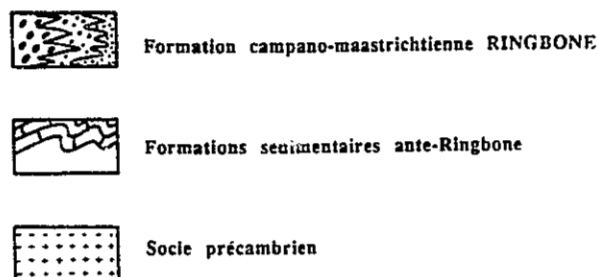 Formation campano-maastrichtienne RINGBONE
Formations sedimentaires ante-Ringbone
Socle précambrien